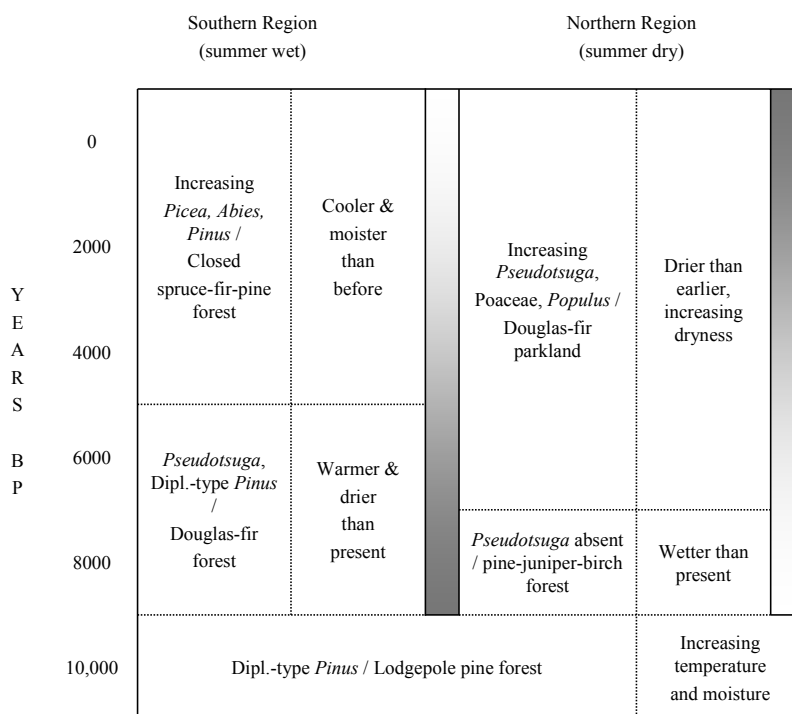 Southern Region
(summer wet)
Northern Region
(summer dry)
YEARS BP
0
2000
4000
6000
8000
10,000
Increasing
Picea, Abies,
Pinus /
Closed
spruce-fir-pine
forest
Cooler &
moister
than
before
Increasing
Pseudotsuga,
Poaceae, Populus /
Douglas-fir
parkland
Drier than
earlier,
increasing
dryness
Pseudotsuga,
Dipl.-type Pinus
/
Douglas-fir
forest
Warmer &
drier
than
present
Pseudotsuga absent
/ pine-juniper-birch
forest
Wetter than
present
Dipl.-type Pinus / Lodgepole pine forest
Increasing
temperature
and moisture